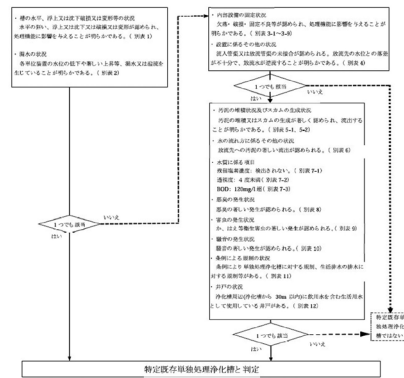 ・ 槽の水平、浮上又は沈下破損又は変形等の状況
水平の狂い、浮上又は沈下又は破損又は変形が認められ、
処理機能に影響を与えることが明らかである。（別表 1）
・ 漏水の状況
各単位装置の水位の低下や著しい上昇等、漏水又は溢流を
生じていることが明らかである。（別表 2）
・ 内部設備の固定状況
欠落・破損・固定不良等が認められ、処理機能に影響を与えることが
明らかである。（別表 3-1～3-9）
・ 設置に係るその他の状況
流入管渠又は放流管渠の未接合が認められる。放流先の水位との落差
が不十分で、放流水が逆流することが明らかである。（別表 4）
1 つでも該当
はい
いいえ
・ 汚泥の堆積状況及びスカムの生成状況
汚泥の堆積又はスカムの生成が著しく認められ、流出する
ことが明らかである。（別表 5-1、5-2）
・ 水の流れ方に係るその他の状況
放流先への汚泥の著しい流出が認められる。（別表 6）
・ 水質に係る項目
残留塩素濃度：検出されない。（別表 7-1）
透視度：4 度未満（別表 7-2）
BOD：120mg/l 超（別表 7-3）
・ 悪臭の発生状況
悪臭の著しい発生が認められる。（別表 8）
・ 害虫の発生状況
か、はえ等衛生害虫の著しい発生が認められる。（別表 9）
・ 騒音の発生状況
騒音の著しい発生が認められる。（別表 10）
・ 条例による規制の状況
条例により単独処理浄化槽に対する規制、生活排水の排水に
対する規制等がある。（別表 11）
・ 井戸の状況
浄化槽周辺(浄化槽から 30m 以内)に飲用水を含む生活用水
として使用している井戸がある。（別表 12）
1 つでも該当
いいえ
はい
1 つでも該当
はい
いいえ
特定既存単
独処理浄化
槽ではない
特定既存単独処理浄化槽と判定